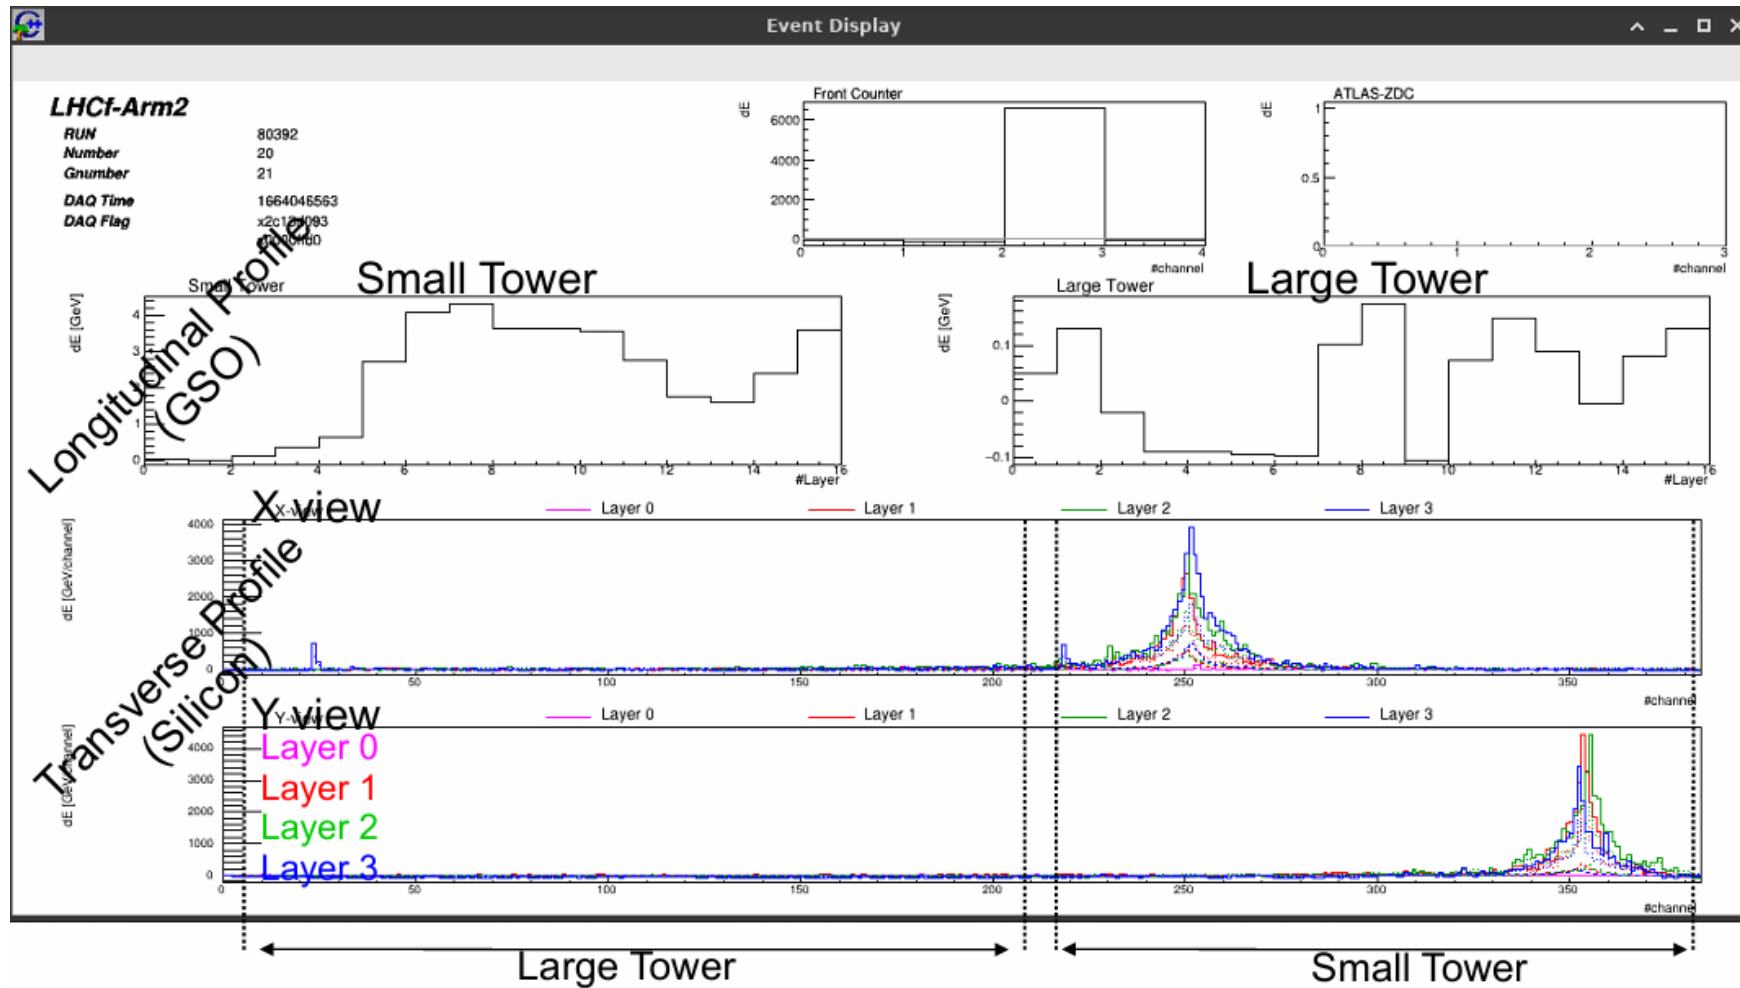 Event Display
LHCf-Arm2
RUN 80392
Number 20
Gnumber 21
DAQ Time 1664046563
DAQ Flag
Front Counter
dE
6000
4000
2000
0
0 1 2 3 4
#channel
ATLAS-ZDC
dE
1
0.5
0
0 1 2 3
#channel
Small Tower
Large Tower
Longitudinal Profile
(GSO)
Small Tower
dE [GeV]
4
3
1
0
0 2 4 6 8 10 12 14 16
#Layer
Large Tower
dE [GeV]
0.1
0
−0.1
0 2 4 6 8 10 12 14 16
#Layer
Transverse Profile
(Silicon)
X view
X-view
Layer 0 Layer 1 Layer 2 Layer 3
dE [GeV/channel]
4000
3000
2000
1000
0
50 100 150 200 250 300 350
#channel
Y view
Y-view
Layer 0 Layer 1 Layer 2 Layer 3
dE [GeV/channel]
4000
3000
2000
1000
0
Layer 0
Layer 1
Layer 2
Layer 3
0 50 100 150 200 250 300 350
#channel
Large Tower
Small Tower